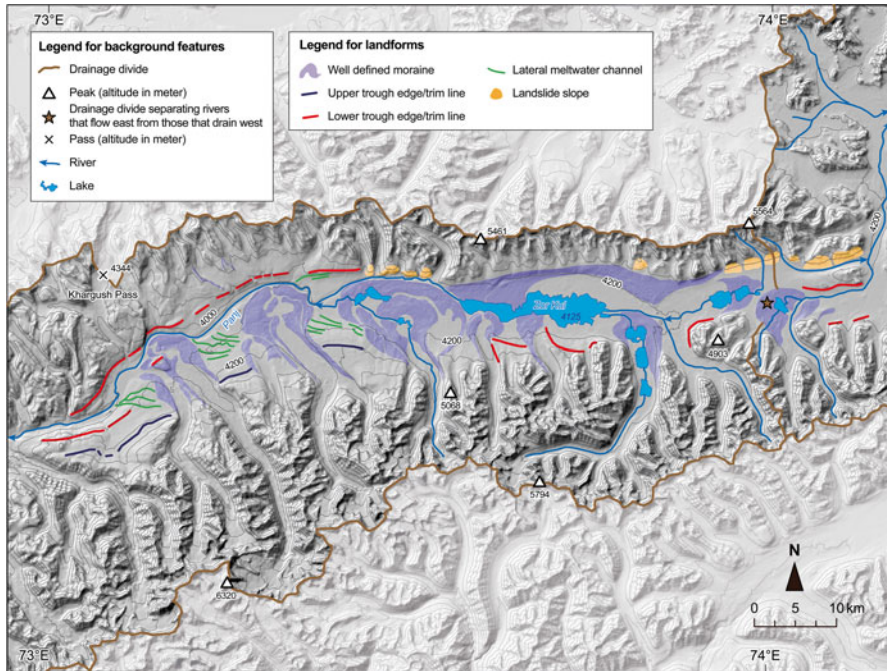 73°E
74°E
Legend for background features
Drainage divide
Peak (altitude in meter)
Drainage divide separating rivers
that flow east from those that drain west
Pass (altitude in meter)
River
Lake
Legend for landforms
Well defined moraine
Upper trough edge/trim line
Lower trough edge/trim line
Lateral meltwater channel
Landslide slope
5564
4200
5461
4344
Khargush Pass
4200
4000
Zor Kul
4125
4200
4200
4903
5068
5794
6320
N
0 5 10 km
73°E
74°E